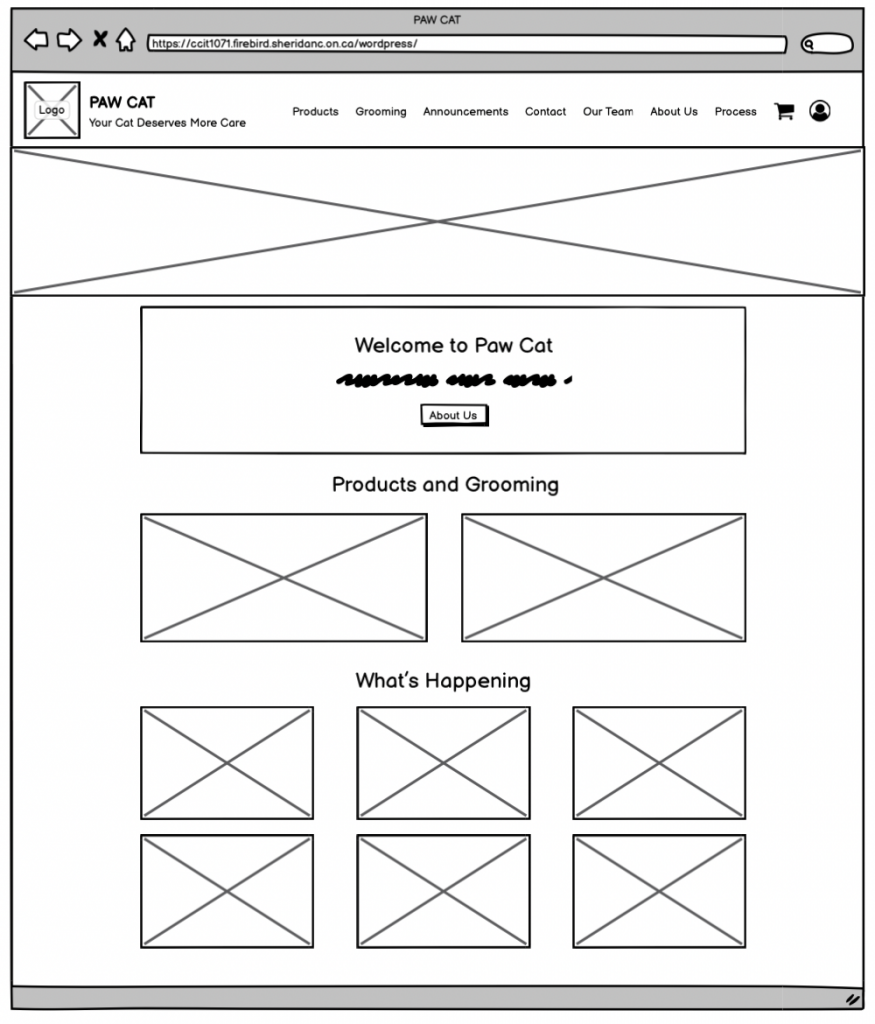 PAW CAT
https://ccit1071.firebird.sheridanc.on.ca/wordpress/
Logo
PAW CAT
Your Cat Deserves More Care
Products Grooming Announcements Contact Our Team About Us Process
Welcome to Paw Cat
About Us
Products and Grooming
What's Happening